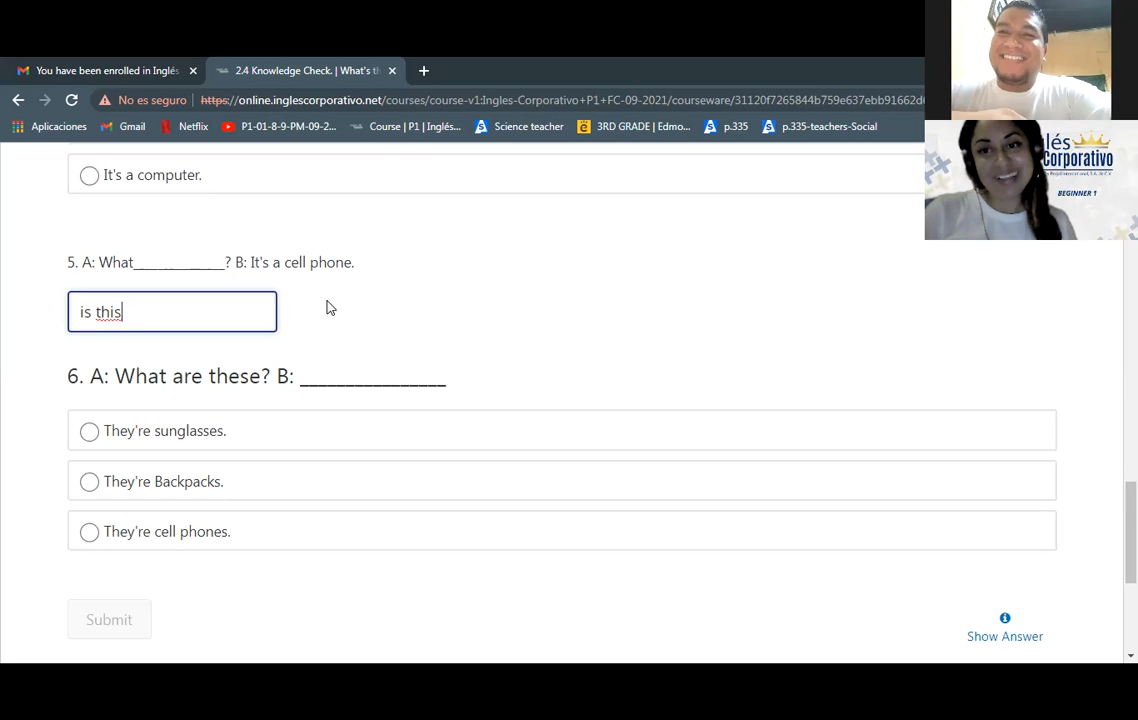 You have been enrolled in Inglés
2.4 Knowledge Check. | What's th
No es seguro
https://online.inglescorporativo.net/courses/course-v1:Ingles-Corporativo+P1+FC-09-2021/courseware/31120f7265844b759e637ebb91662d
Aplicaciones
Gmail
Netflix
P1-01-8-9-PM-09-2...
Course | P1 | Inglés...
Science teacher
3RD GRADE | Edmo...
p.335
p.335-teachers-Social
lés
Corporativo
BEGINNER 1
It's a computer.
5. A: What____________? B: It's a cell phone.
is this
6. A: What are these? B: ________________
They're sunglasses.
They're Backpacks.
They're cell phones.
Submit
Show Answer